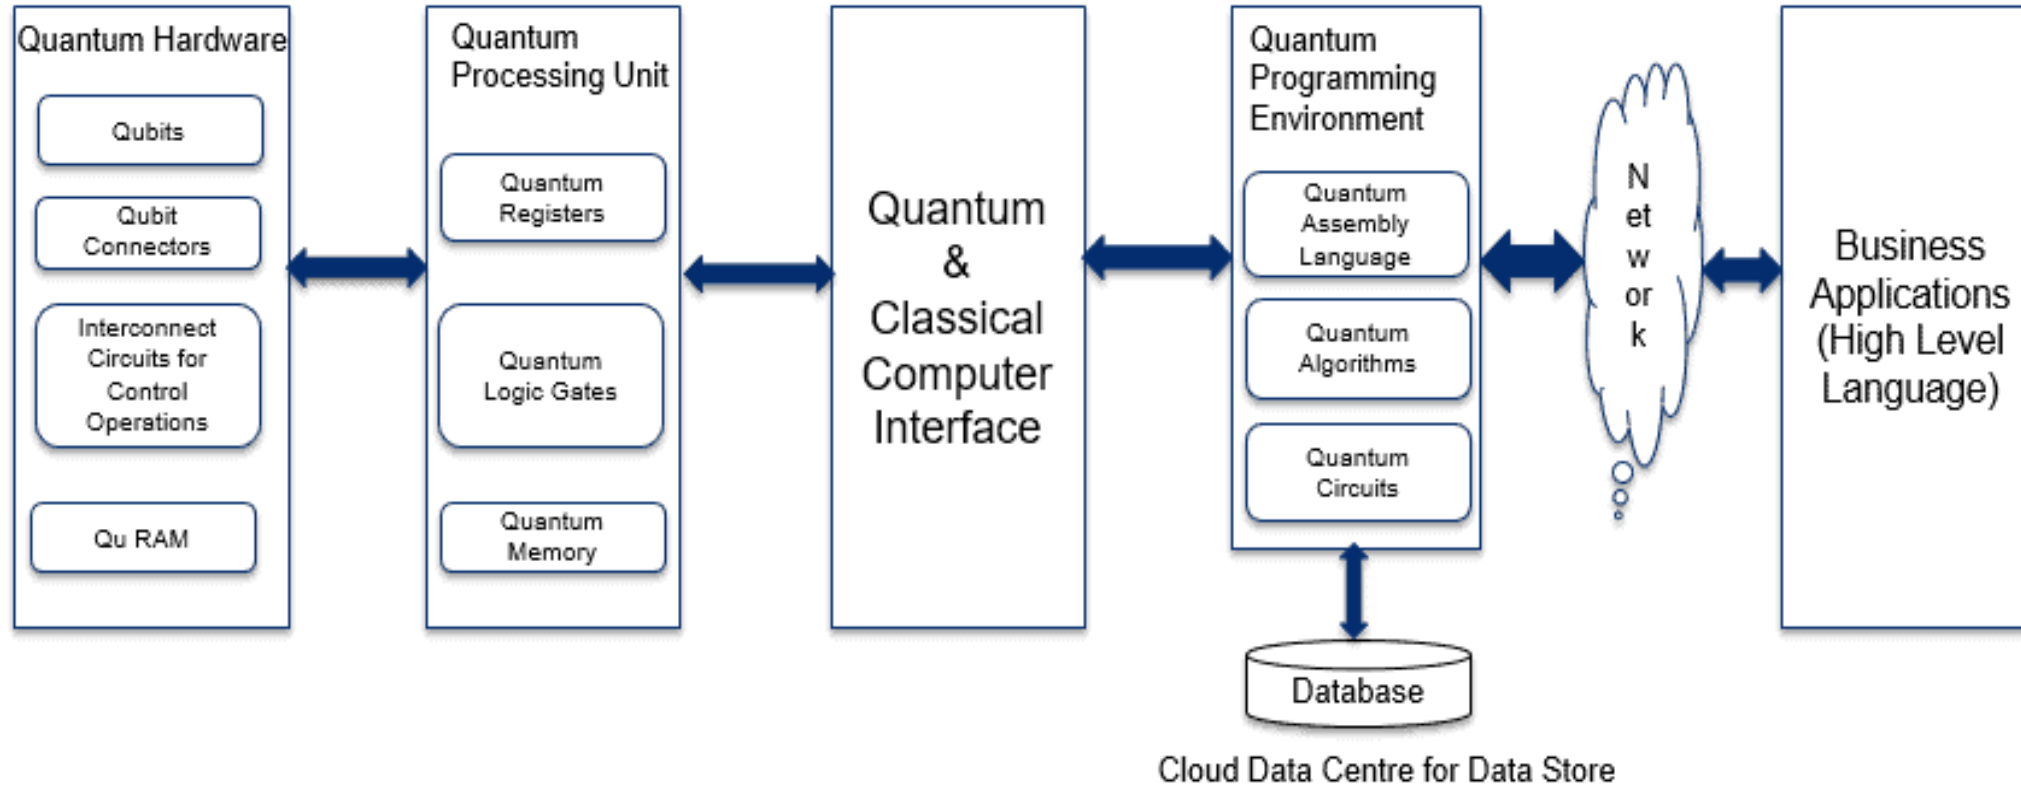 Quantum Hardware
Qubits
Qubit
Connectors
Interconnect
Circuits for
Control
Operations
Qu RAM
Quantum
Processing Unit
Quantum
Registers
Quantum
Logic Gates
Quantum
Memory
Quantum
&
Classical
Computer
Interface
Quantum
Programming
Environment
Quantum
Assembly
Language
Quantum
Algorithms
Quantum
Circuits
N
et
w
or
k
Business
Applications
(High Level
Language)
Database
Cloud Data Centre for Data Store